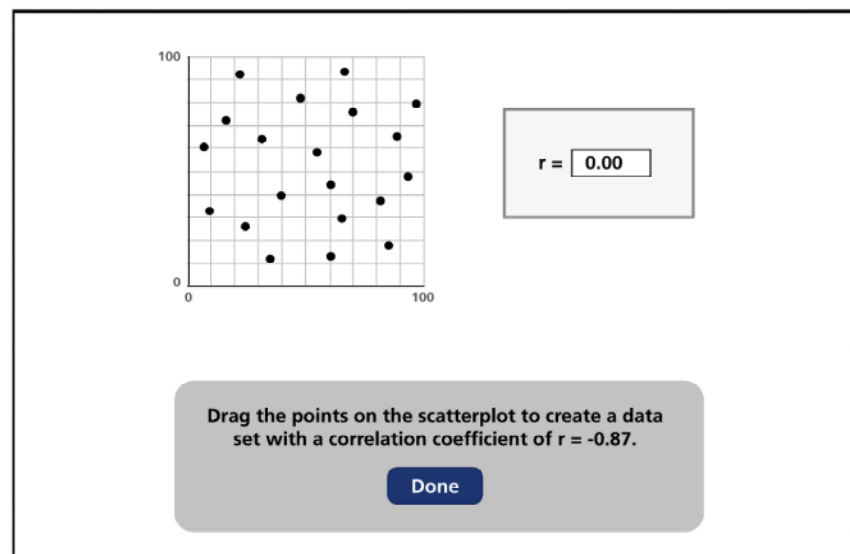 100
r = 0.00
0
0
100
Drag the points on the scatterplot to create a data
set with a correlation coefficient of r = -0.87.
Done